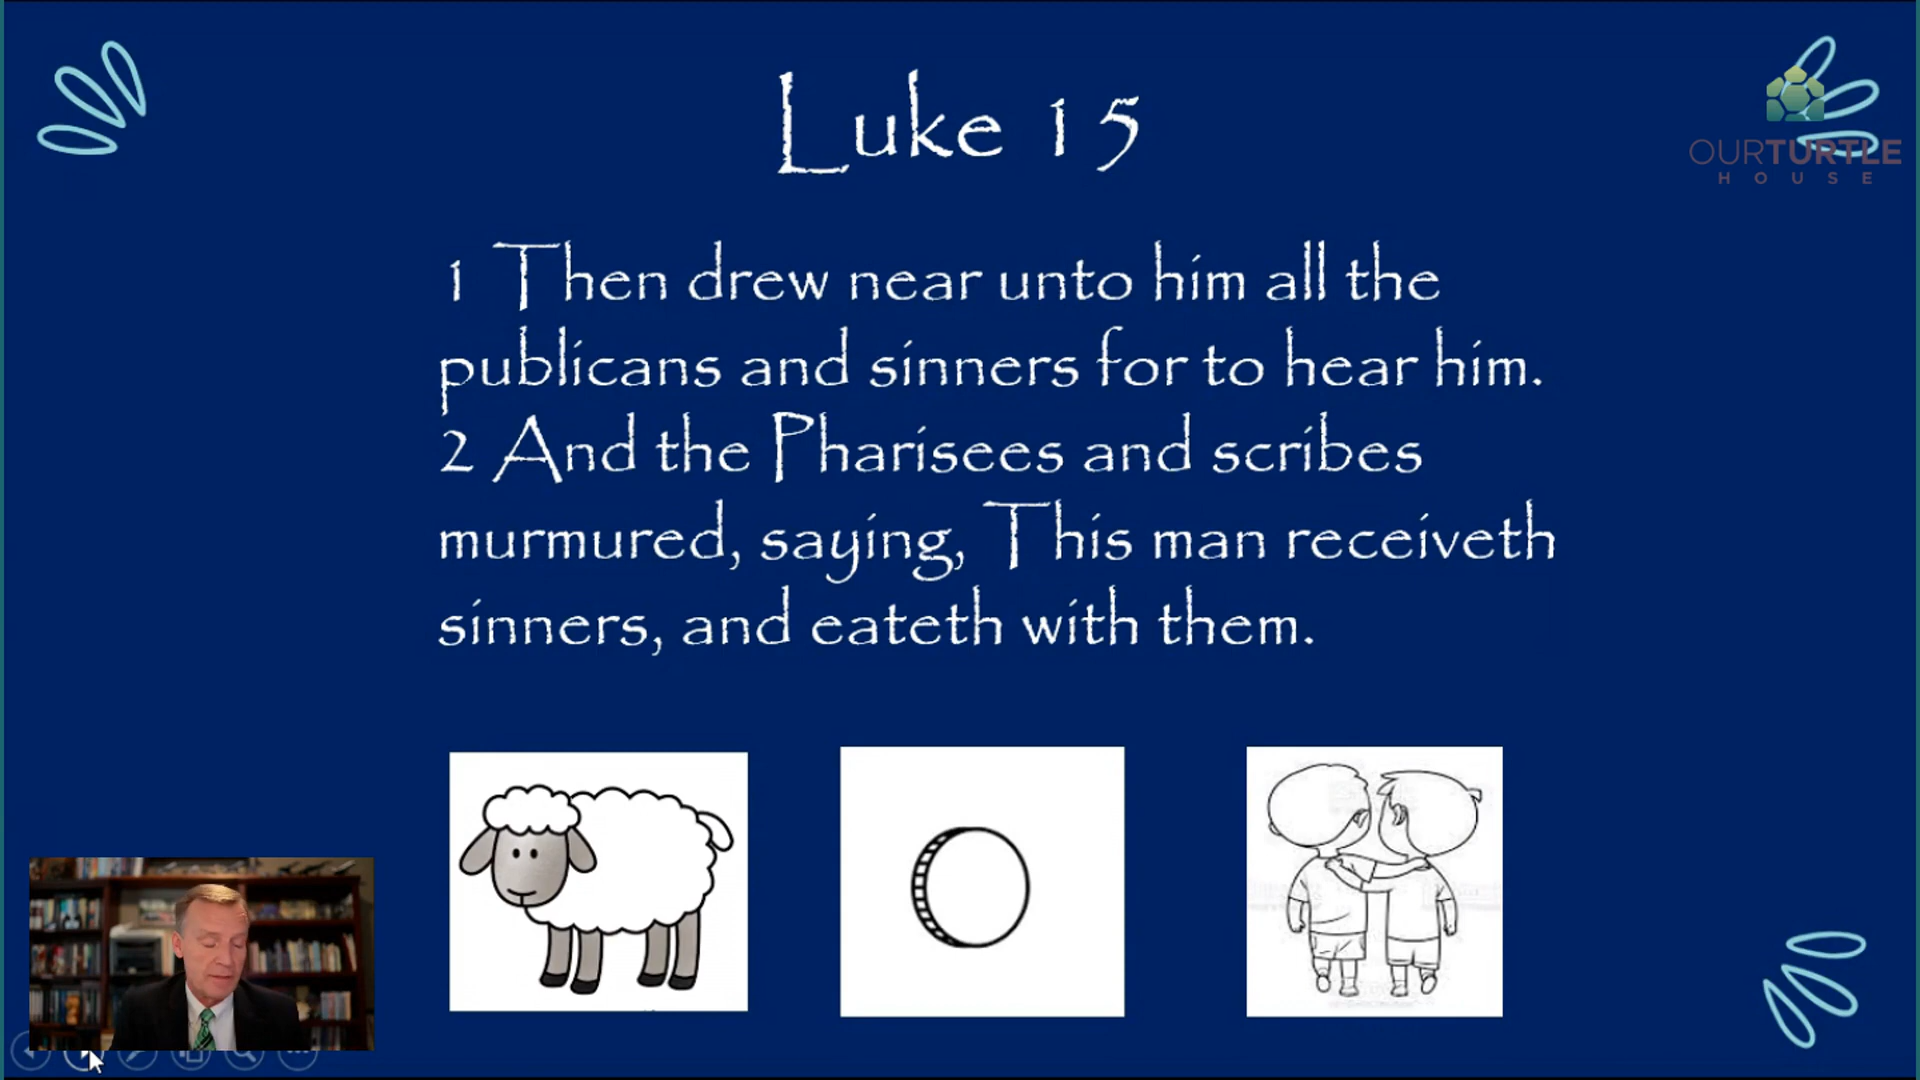 Luke 15
OURTURTLE
HOUSE
1 Then drew near unto him all the
publicans and sinners for to hear him.
2 And the Pharisees and scribes
murmured, saying, This man receiveth
sinners, and eateth with them.